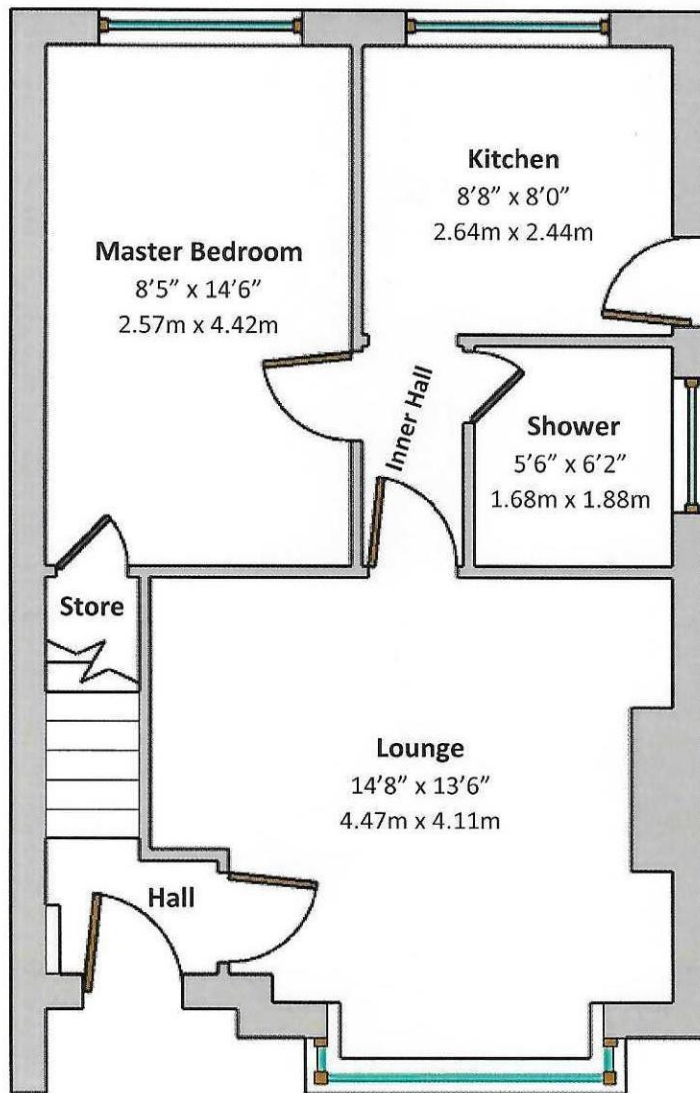 Kitchen
8’8” x 8’0”
2.64m x 2.44m
Master Bedroom
8’5” x 14’6”
2.57m x 4.42m
Inner Hall
Shower
5’6” x 6’2”
1.68m x 1.88m
Store
Lounge
14’8” x 13’6”
4.47m x 4.11m
Hall